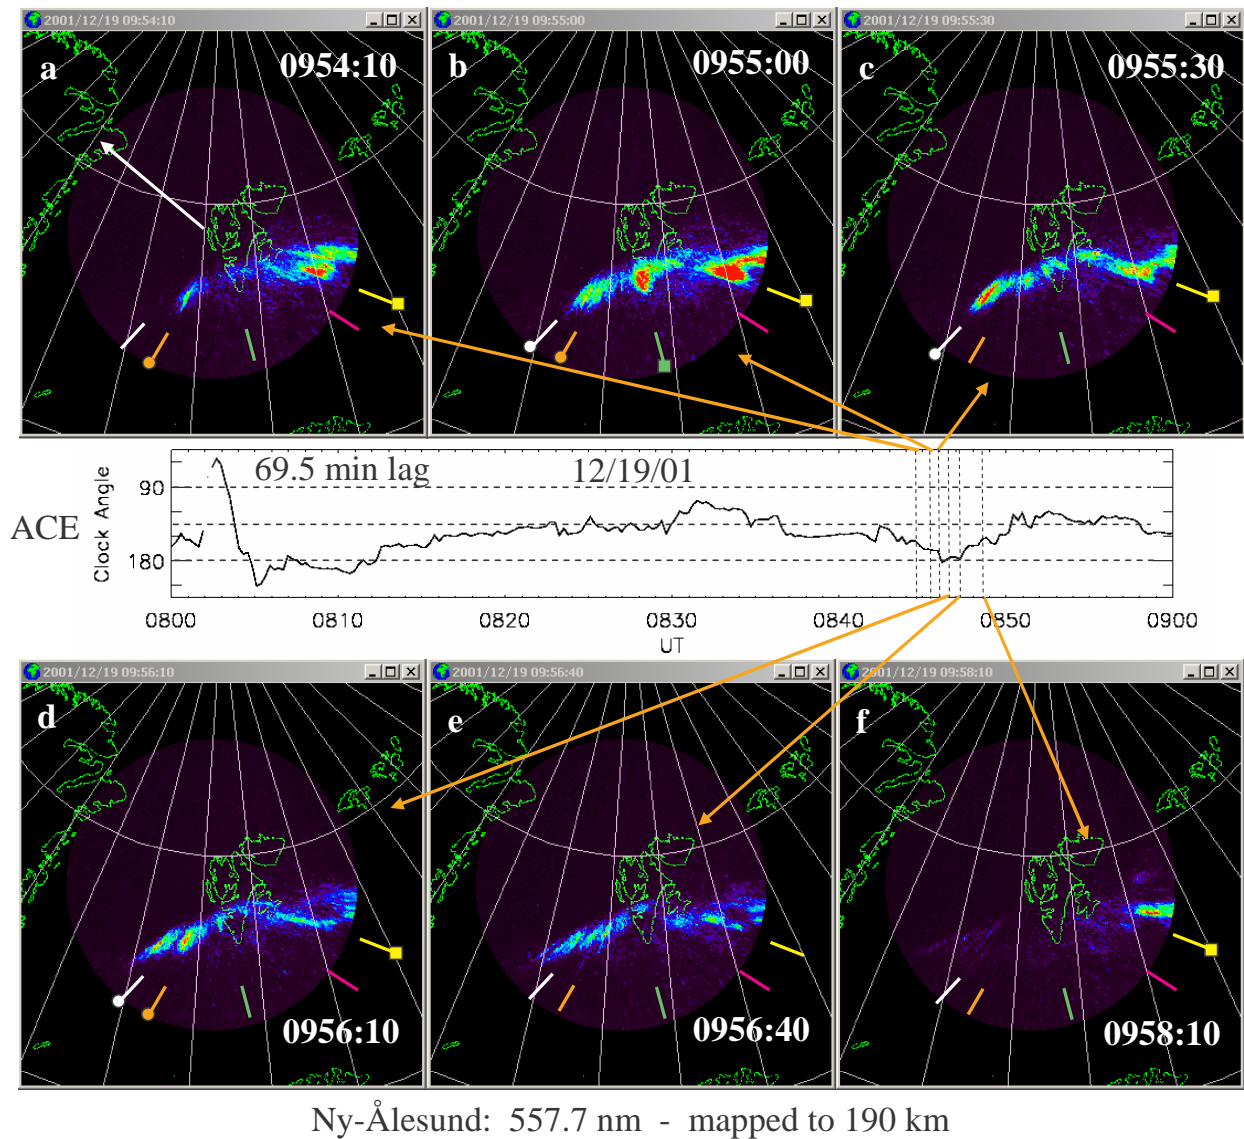 2001/12/19 09:54:10
2001/12/19 09:55:00
2001/12/19 09:55:30
a
0954:10
b
0955:00
c
0955:30
69.5 min lag
12/19/01
ACE
Clock Angle
90
180
0800
0810
0820
0830
0840
0850
0900
UT
2001/12/19 09:56:10
2001/12/19 09:56:40
2001/12/19 09:58:10
d
0956:10
e
0956:40
f
0958:10
Ny-Ålesund: 557.7 nm - mapped to 190 km